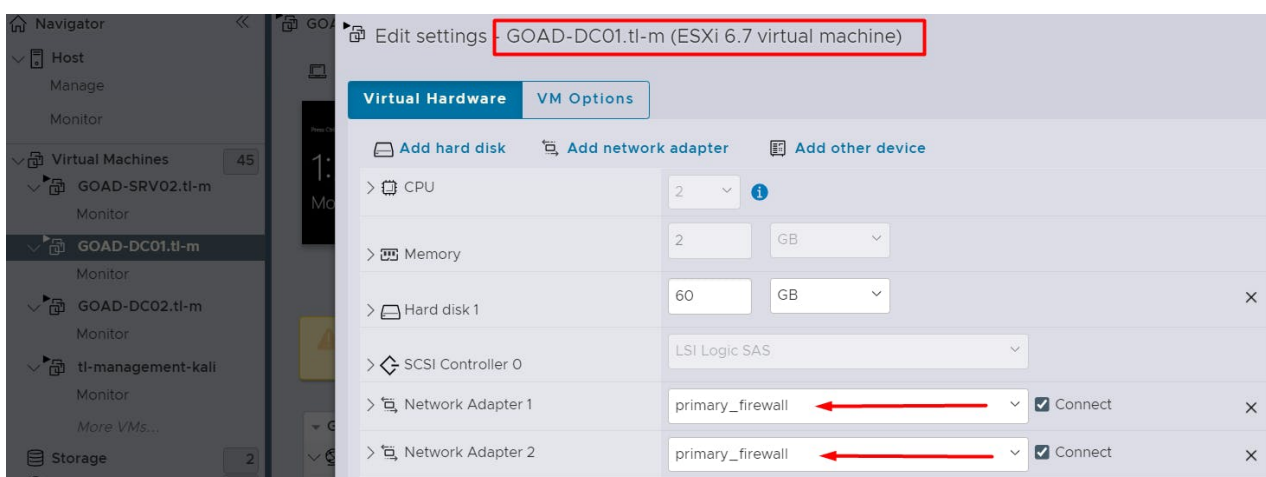 Navigator
Host
Manage
Monitor
Virtual Machines 45
GOAD-SRV02.tl-m
Monitor
GOAD-DC01.tl-m
Monitor
GOAD-DC02.tl-m
Monitor
tl-management-kali
Monitor
More VMs...
Storage 2
Edit settings - GOAD-DC01.tl-m (ESXi 6.7 virtual machine)
Virtual Hardware VM Options
Add hard disk Add network adapter Add other device
CPU 2
Memory 2 GB
Hard disk 1 60 GB
SCSI Controller 0 LSI Logic SAS
Network Adapter 1 primary_firewall Connect
Network Adapter 2 primary_firewall Connect